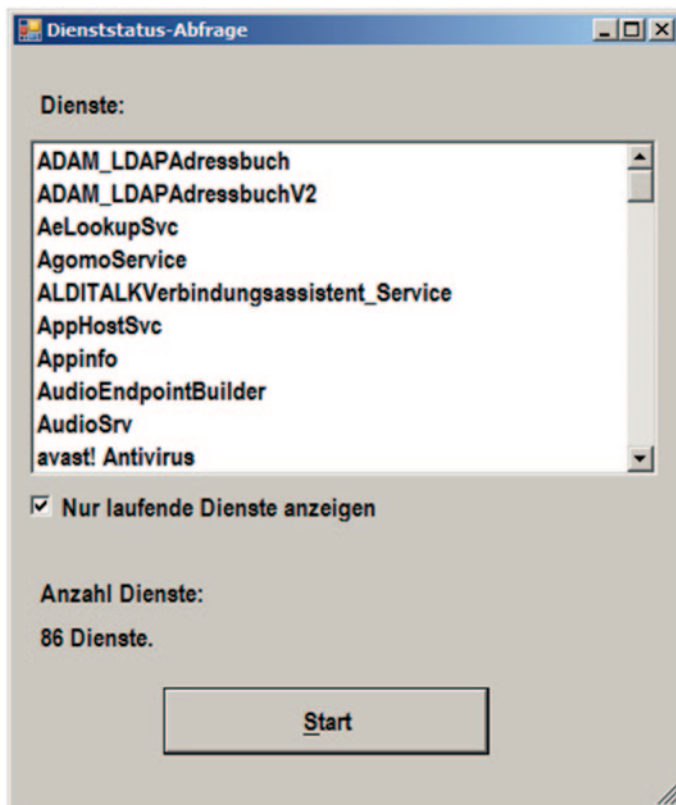 Dienststatus-Abfrage
Dienste:
ADAM_LDAPAdressbuch
ADAM_LDAPAdressbuchV2
AeLookupSvc
AgomoService
ALDITALKVerbindungsassistent_Service
AppHostSvc
Appinfo
AudioEndpointBuilder
AudioSrv
avast! Antivirus
Nur laufende Dienste anzeigen
Anzahl Dienste:
86 Dienste.
Start